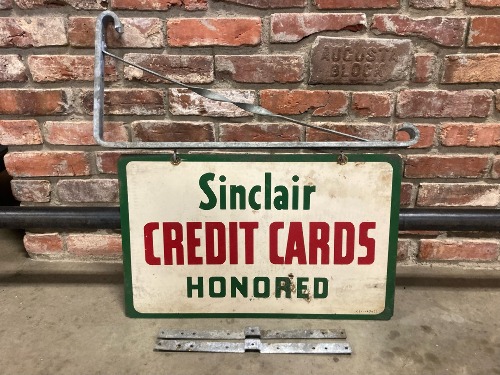 AUGUSTA
BLOCK
Sinclair
CREDIT CARDS
HONORED